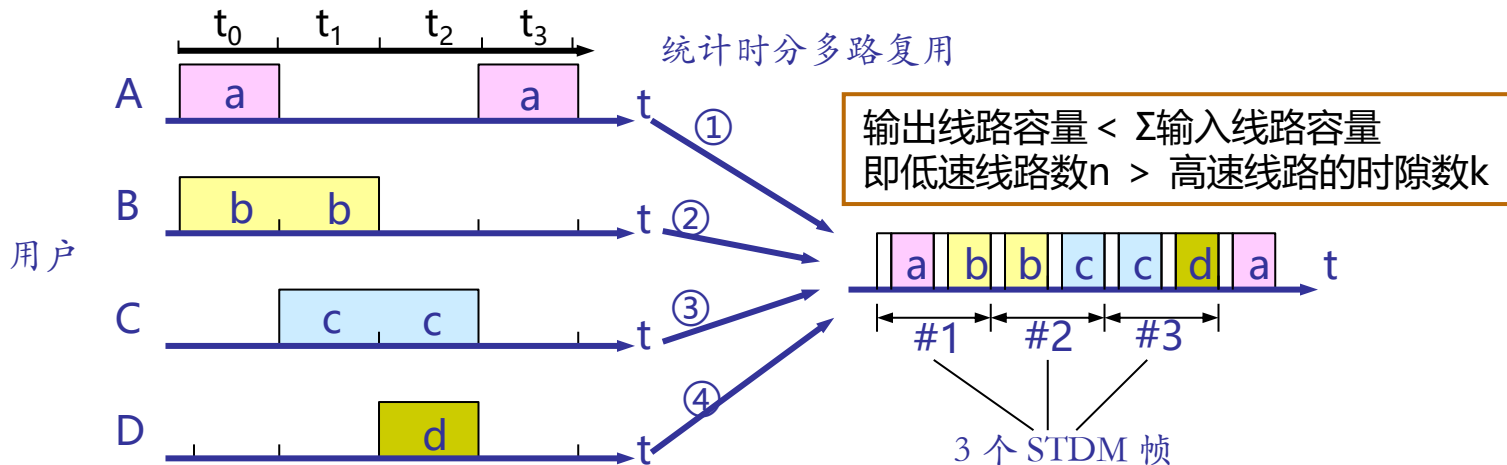 t0 t1 t2 t3
统计时分多路复用
A a a t
①
输出线路容量 < Σ输入线路容量
即低速线路数n > 高速线路的时隙数k
B b b t
②
用户
a b b c c d a t
C c c t
③
#1 #2 #3
D d t
④
3 个 STDM 帧